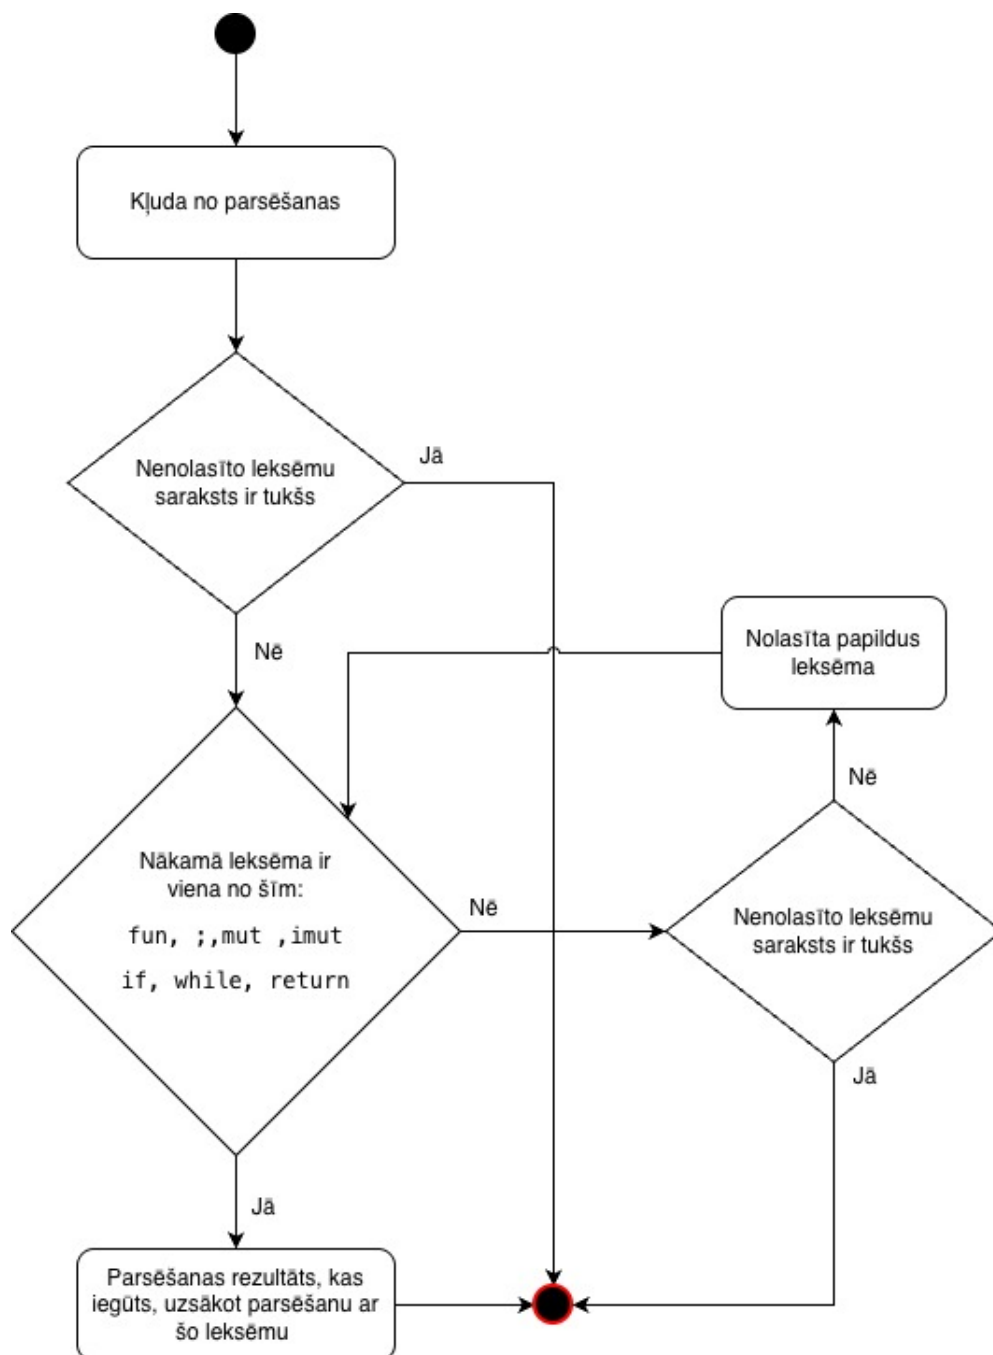 Kļuda no parsēšanas
Nenolasīto leksēmu
saraksts ir tukšs
Jā
Nē
Nolasīta papildus
leksēma
Nē
Nākamā leksēma ir
viena no šīm:
fun, ;,mut ,imut
if, while, return
Nē
Nenolasīto leksēmu
saraksts ir tukšs
Jā
Jā
Parsēšanas rezultāts, kas
iegūts, uzsākot parsēšanu ar
šo leksēmu